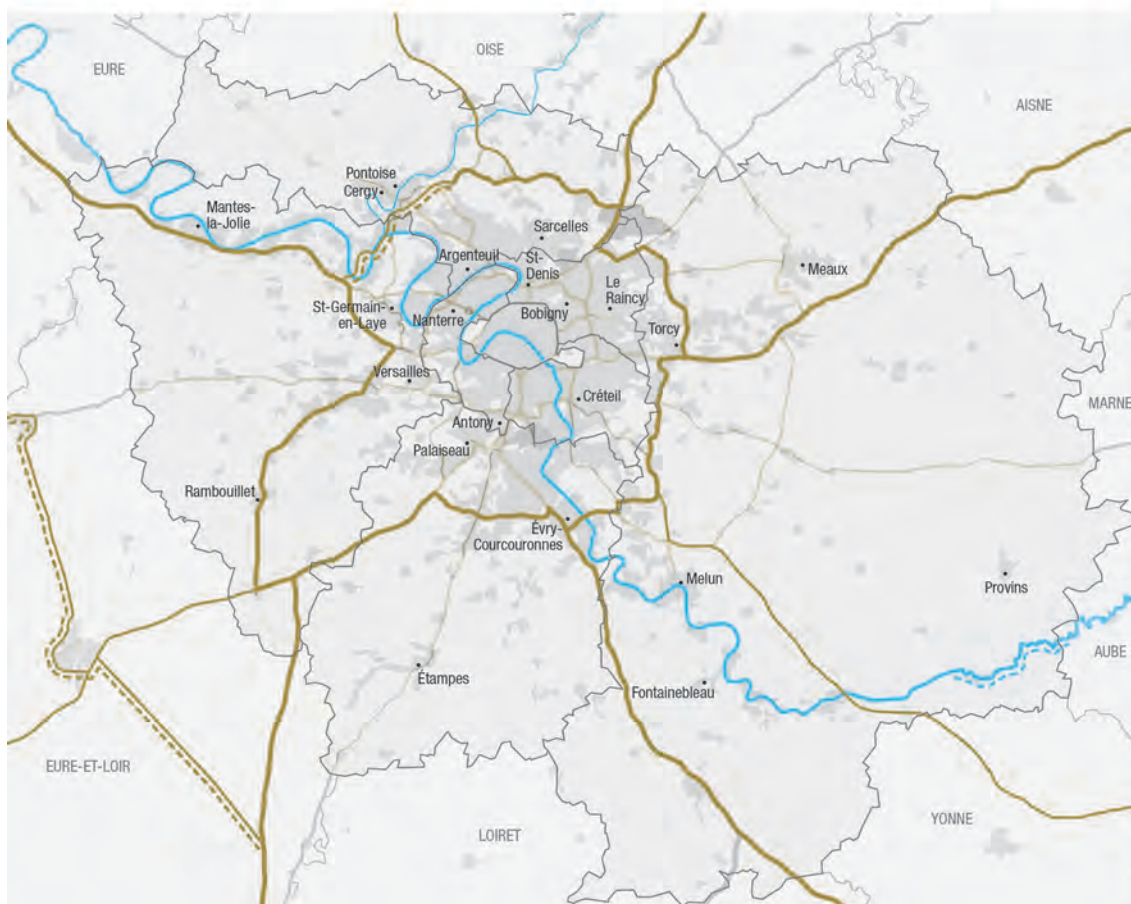 OISE
EURE
AISNE
Pontoise
Cergy
Mantes-
la-Jolie
Sarcelles
Argenteuil
St-
Denis
Meaux
Le
Raincy
St-Germain-
en-Laye
Nanterre
Bobigny
Torcy
Versailles
Créteil
MARNE
Antony
Palaiseau
Rambouillet
Évry-
Courcouronnes
Melun
Provins
AUBE
Étampes
Fontainebleau
EURE-ET-LOIR
LOIRET
YONNE